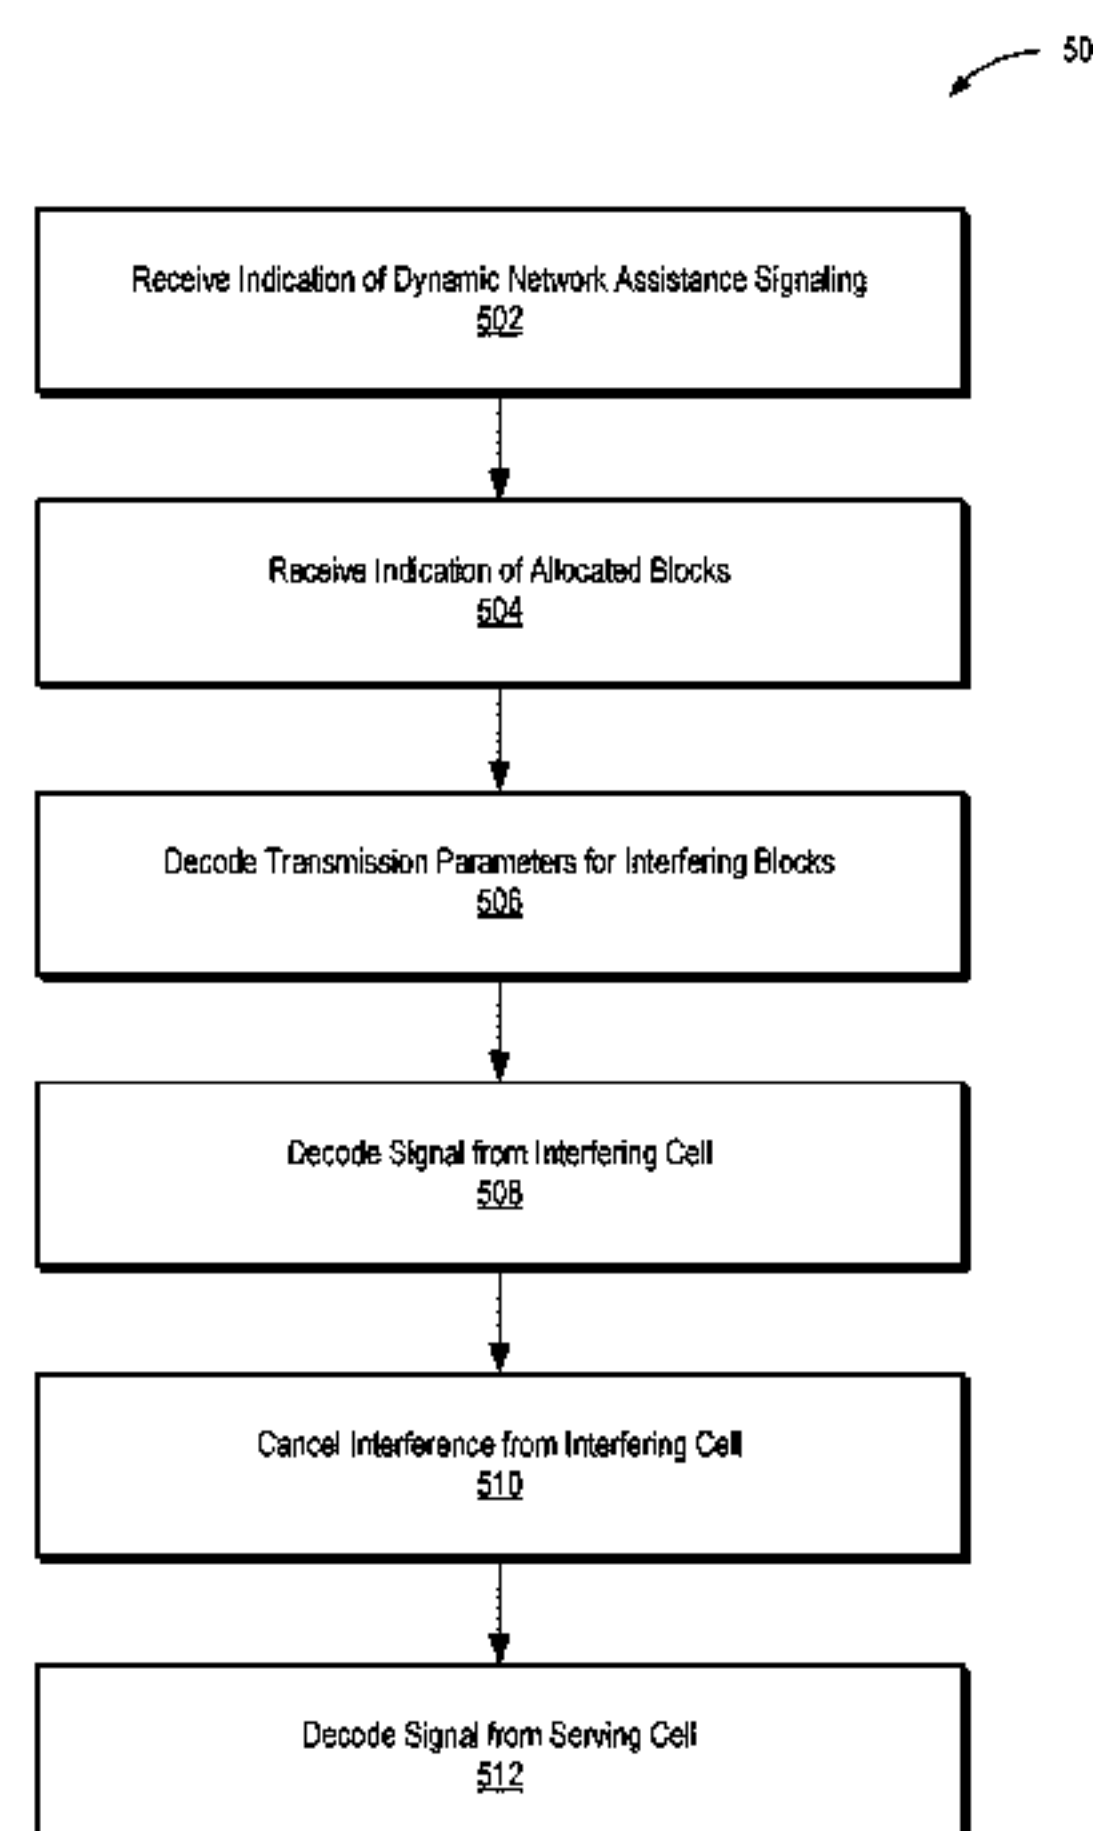 50
Receive Indication of Dynamic Network Assistance Signaling
502
Receive Indication of Allocated Blocks
504
Decode Transmission Parameters for Interfering Blocks
506
Decode Signal from Interfering Cell
508
Cancel Interference from Interfering Cell
510
Decode Signal from Serving Cell
512